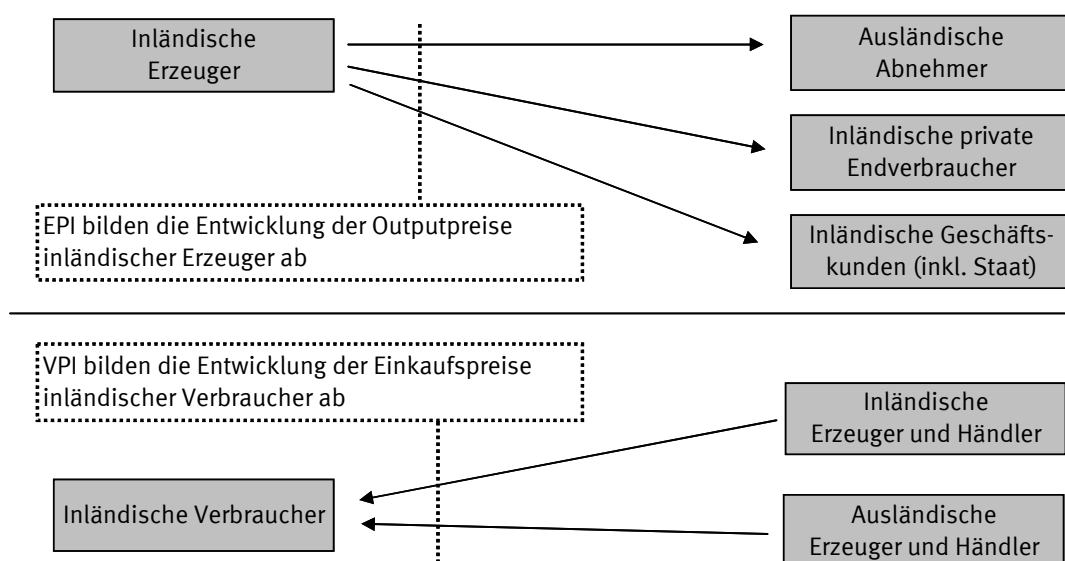 Inländische
Erzeuger
Ausländische
Abnehmer
Inländische private
Endverbraucher
EPI bilden die Entwicklung der Outputpreise
inländischer Erzeuger ab
Inländische Geschäfts-
kunden (inkl. Staat)
VPI bilden die Entwicklung der Einkaufspreise
inländischer Verbraucher ab
Inländische
Erzeuger und Händler
Inländische Verbraucher
Ausländische
Erzeuger und Händler